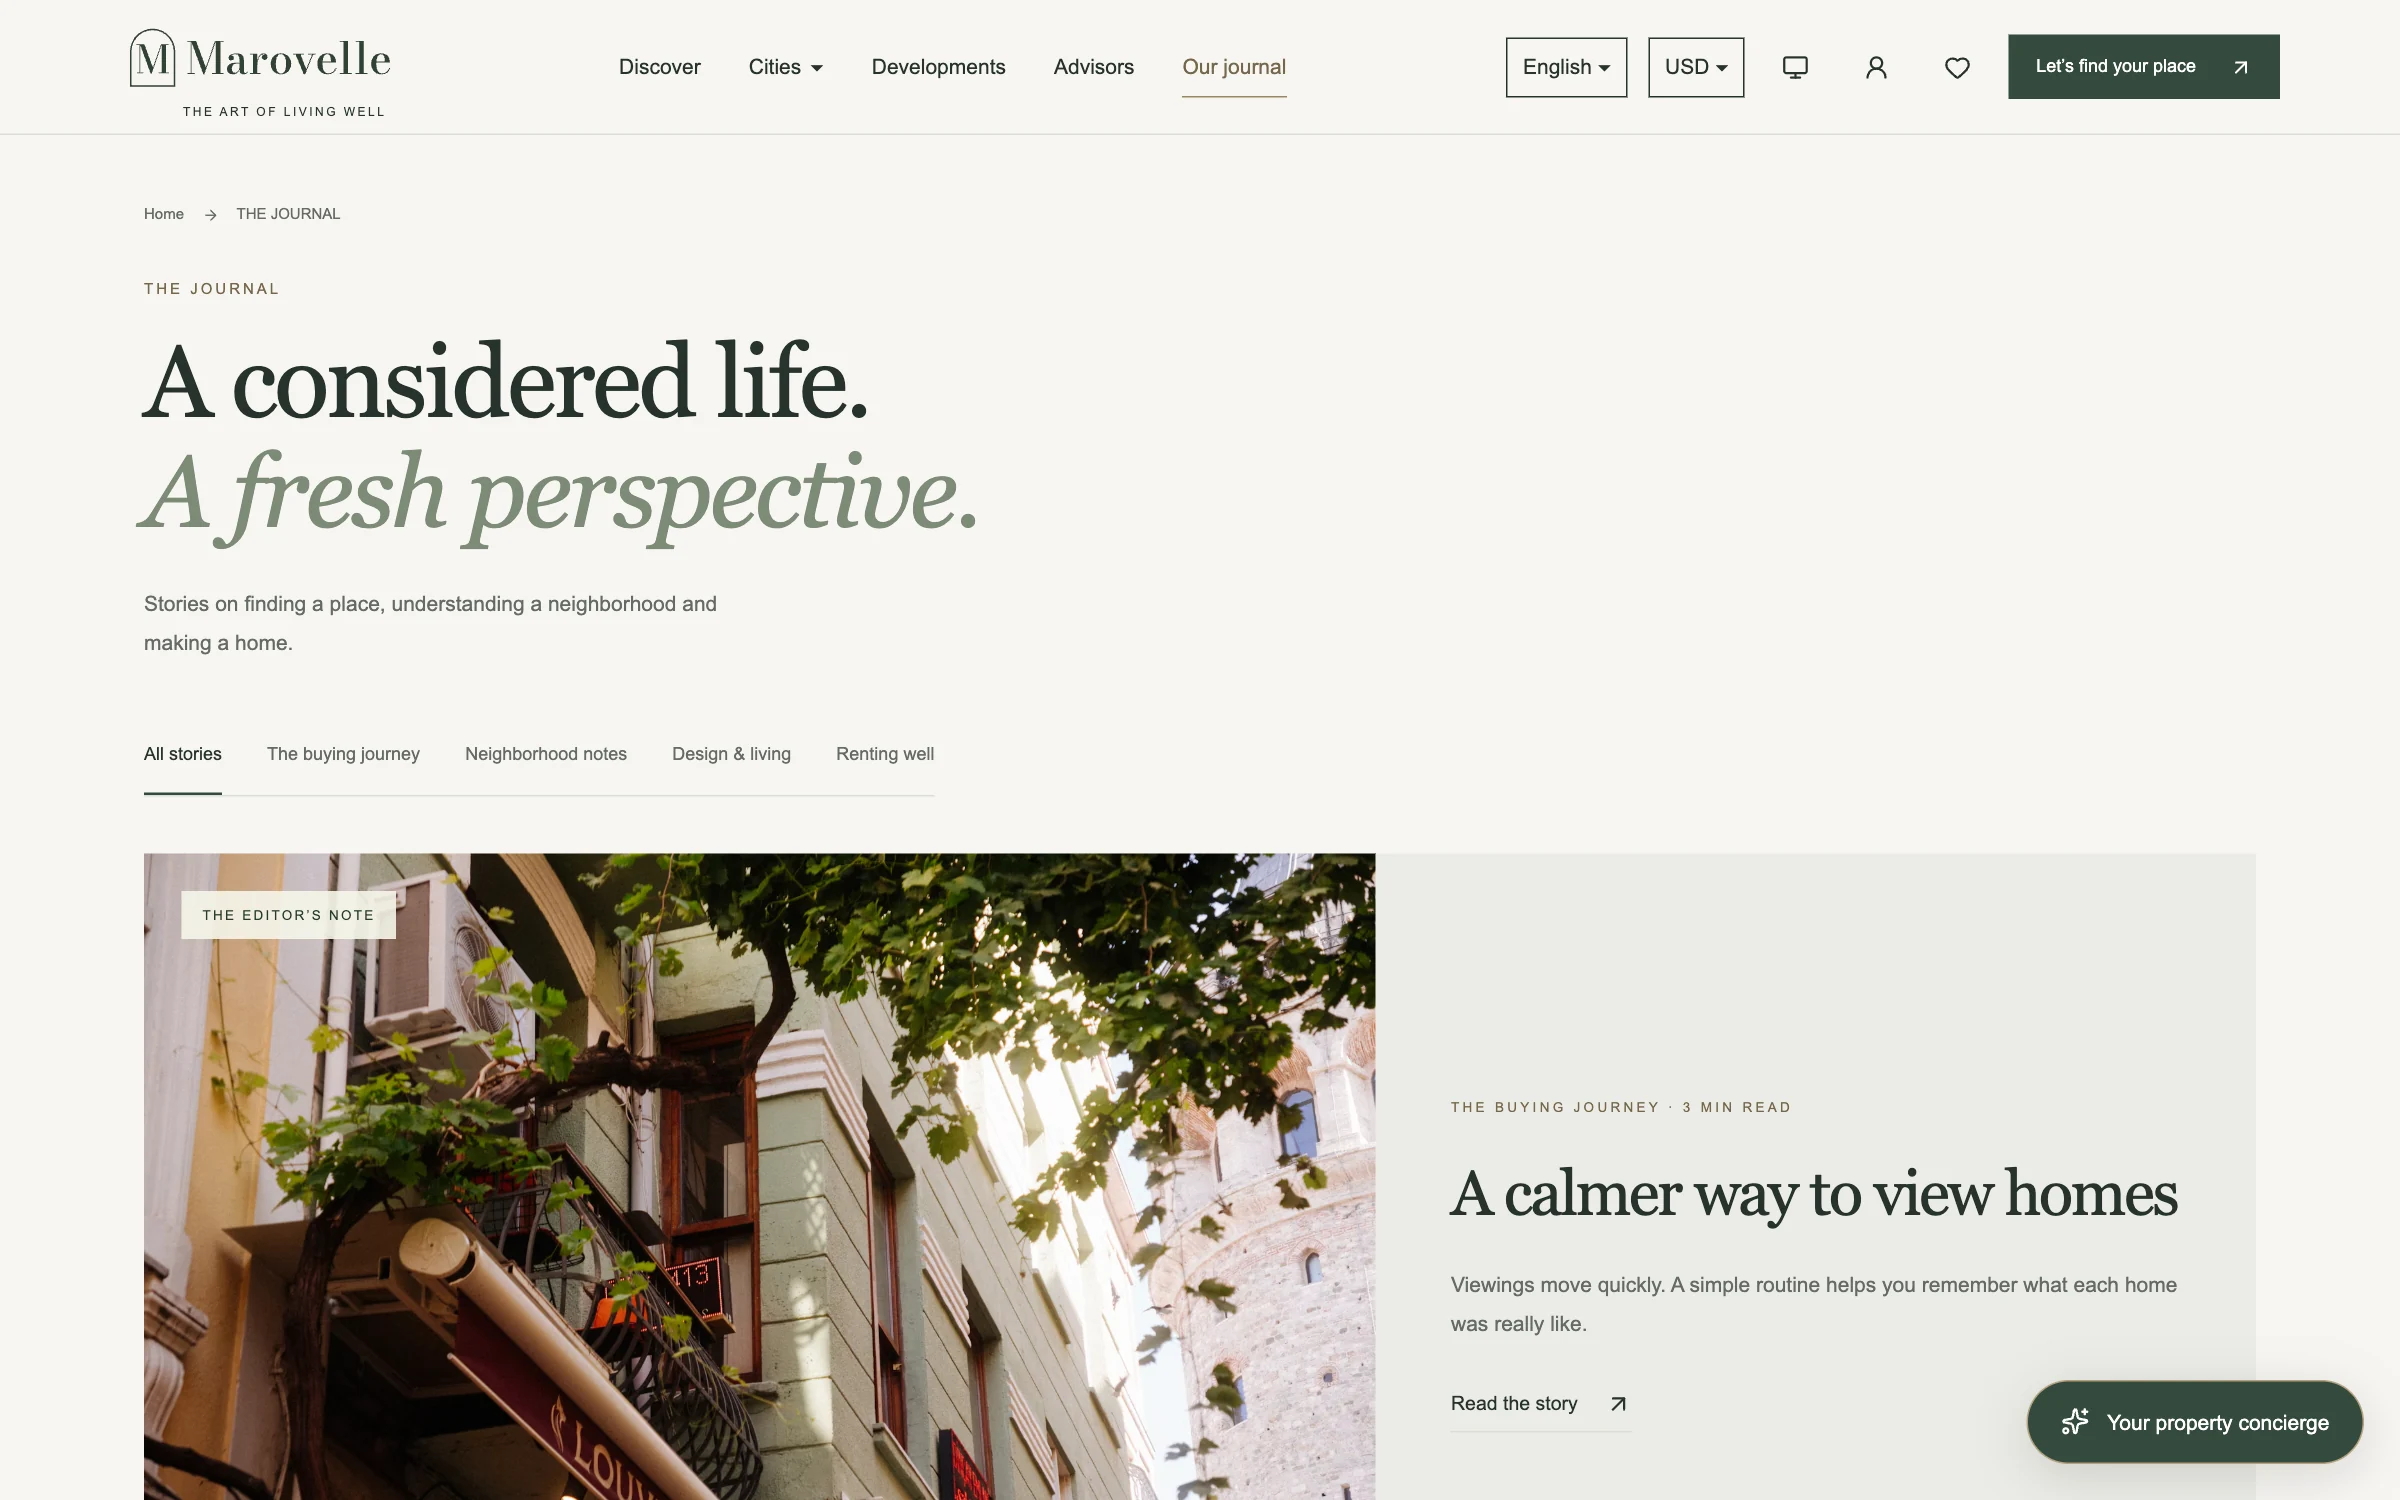 M Marovelle
THE ART OF LIVING WELL
Discover
Cities
Developments
Advisors
Our journal
English
USD
Let's find your place
Home → THE JOURNAL
THE JOURNAL
A considered life.
A fresh perspective.
Stories on finding a place, understanding a neighborhood and
making a home.
All stories
The buying journey
Neighborhood notes
Design & living
Renting well
THE EDITOR'S NOTE
413
LOUV
THE BUYING JOURNEY · 3 MIN READ
A calmer way to view homes
Viewings move quickly. A simple routine helps you remember what each home
was really like.
Read the story
Your property concierge